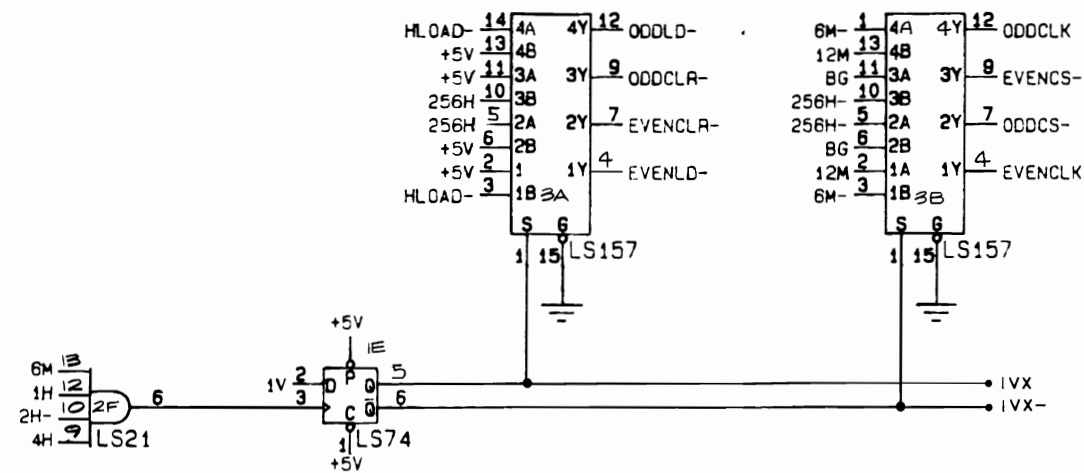 HLOAD- 14 4A 4Y 12 ODDLD-
+5V 13 4B
+5V 11 3A 3Y 9 ODDCLR-
256H 10 3B
256H 5 2A 2Y 7 EVENCLR-
+5V 6 2B
+5V 2 1 1Y 4 EVENLD-
HLOAD- 3 1B 3A
S G
1 15 LS157
6M- 1 4A 4Y 12 ODDCLK
12M 13 4B
BG 11 3A 3Y 9 EVENCS-
256H- 10 3B
256H- 5 2A 2Y 7 ODDCS-
BG 6 2B
12M 2 1A 1Y 4 EVENCLK
6M- 3 1B 3B
S G
1 15 LS157
+5V
1E
6M 13
1H 12
2H- 10
4H 9
2F 6
LS21
1V 2 D P Q 5
3 C Q 6
1 LS74
+5V
1VX
1VX-